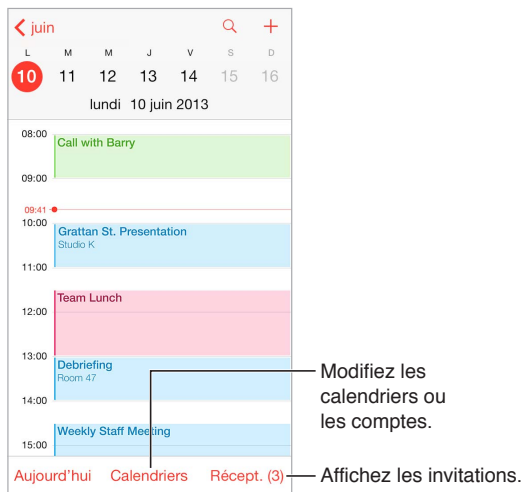 juin
L M M J V S D
10 11 12 13 14 15 16
lundi 10 juin 2013
08:00
Call with Barry
09:00
09:41
10:00
Grattan St. Presentation
Studio K
11:00
Team Lunch
12:00
13:00
Debriefing
Room 47
14:00
Weekly Staff Meeting
15:00
Aujourd'hui Calendriers Récept. (3)
Modifiez les
calendriers ou
les comptes.
Affichez les invitations.